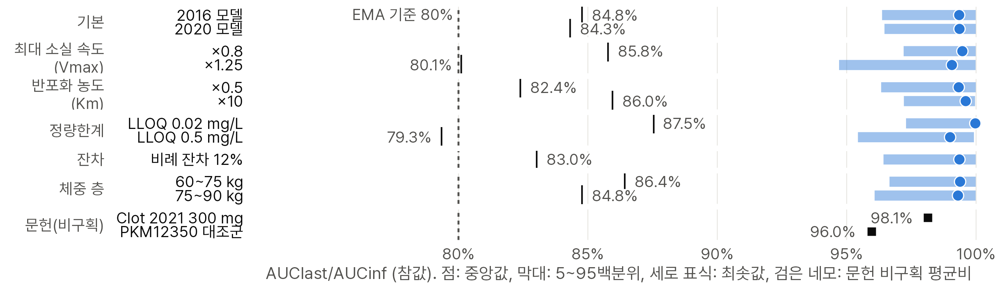 기본
2016 모델
EMA 기준 80%
84.8%
2020 모델
84.3%
최대 소실 속도
(Vmax)
×0.8
85.8%
×1.25
80.1%
반포화 농도
(Km)
×0.5
82.4%
×10
86.0%
정량한계
LLOQ 0.02 mg/L
87.5%
LLOQ 0.5 mg/L
79.3%
잔차
비례 잔차 12%
83.0%
체중 층
60~75 kg
86.4%
75~90 kg
84.8%
문헌(비구획)
Clot 2021 300 mg
98.1%
PKM12350 대조군
96.0%
80% 85% 90% 95% 100%
AUClast/AUCinf (참값). 점: 중앙값, 막대: 5~95백분위, 세로 표식: 최솟값, 검은 네모: 문헌 비구획 평균비